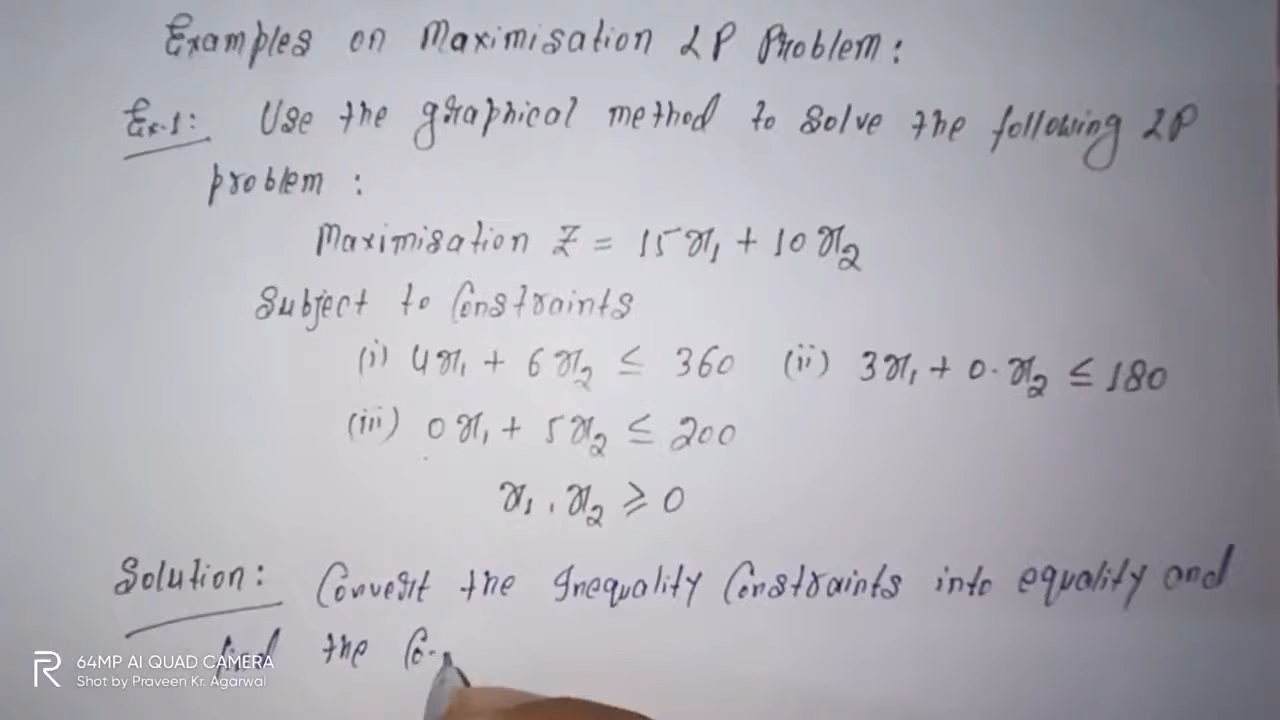 Examples on Maximisation LP Problem:
Ex.1: Use the graphical method to solve the following LP
problem:
Maximisation Z = 15x₁ + 10x₂
Subject to Constraints
(i) 4x₁ + 6x₂ ≤ 360 (ii) 3x₁ + 0.x₂ ≤ 180
(iii) 0x₁ + 5x₂ ≤ 200
x₁, x₂ ≥ 0
Solution: Convert the Inequality Constraints into equality and
find the Co-
64MP AI QUAD CAMERA
Shot by Praveen Kr. Agarwal